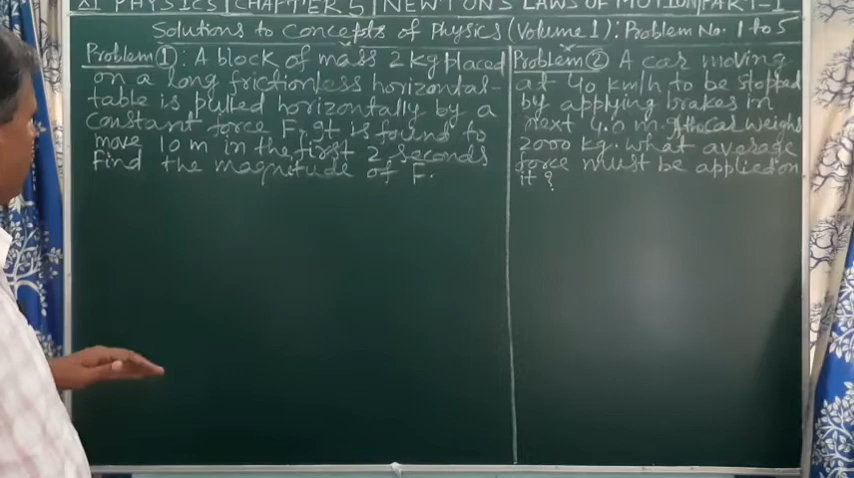 XI PHYSICS | CHAPTER 5 | NEWTON'S LAWS OF MOTION | PART-1
Solutions to Concepts of Physics (Volume 1): Problem No. 1 to 5
Problem ①: A block of mass 2 kg placed
on a long frictionless horizontal-
table is pulled horizontally by a
constant force F. It is found to
move 10 m in the first 2 seconds
find the magnitude of F.
Problem ② A car moving
at 40 km/h to be stopped
by applying brakes in
next 4.0 m. If the car weighs
2000 kg. what average
force must be applied on
it ?